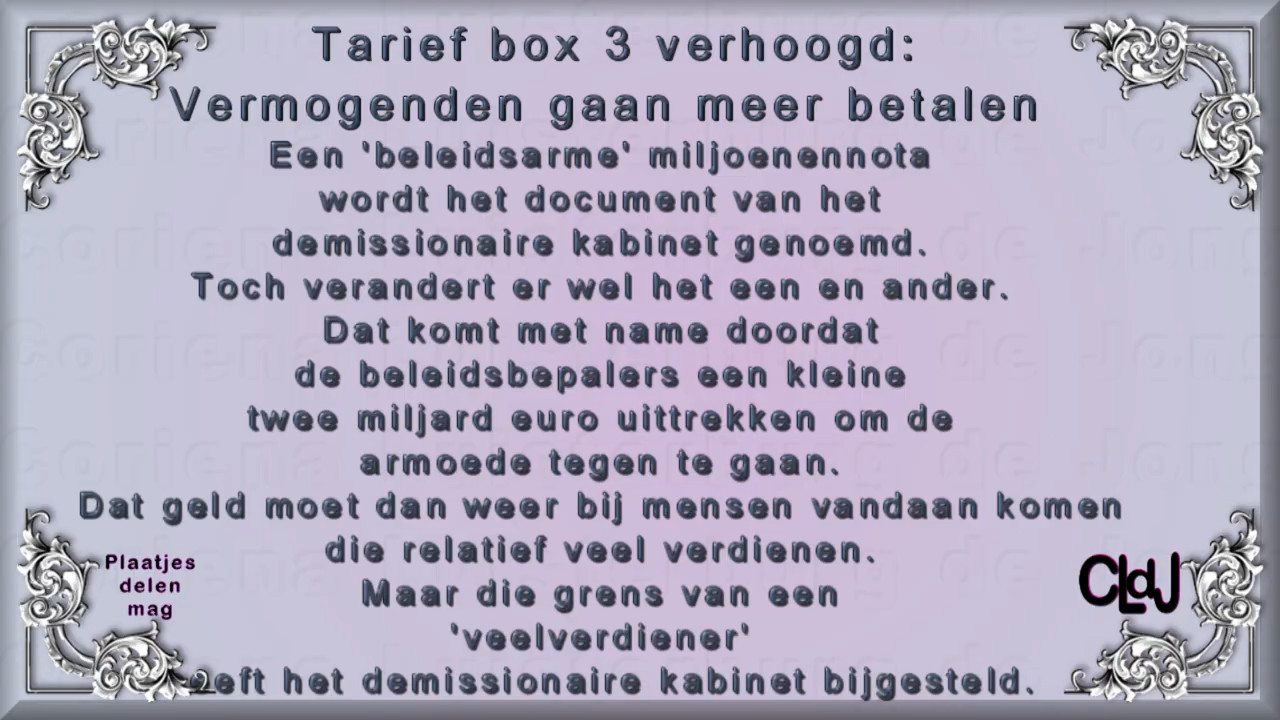 Tarief box 3 verhoogd:
Vermogenden gaan meer betalen
Een 'beleidsarme' miljoenennota
wordt het document van het
demissionaire kabinet genoemd.
Toch verandert er wel het een en ander.
Dat komt met name doordat
de beleidsbepalers een kleine
twee miljard euro uittrekken om de
armoede tegen te gaan.
Dat geld moet dan weer bij mensen vandaan komen
die relatief veel verdienen.
Maar die grens van een
'veelverdiener'
het demissionaire kabinet bijgesteld.
Plaatjes
delen
mag
CLdJ